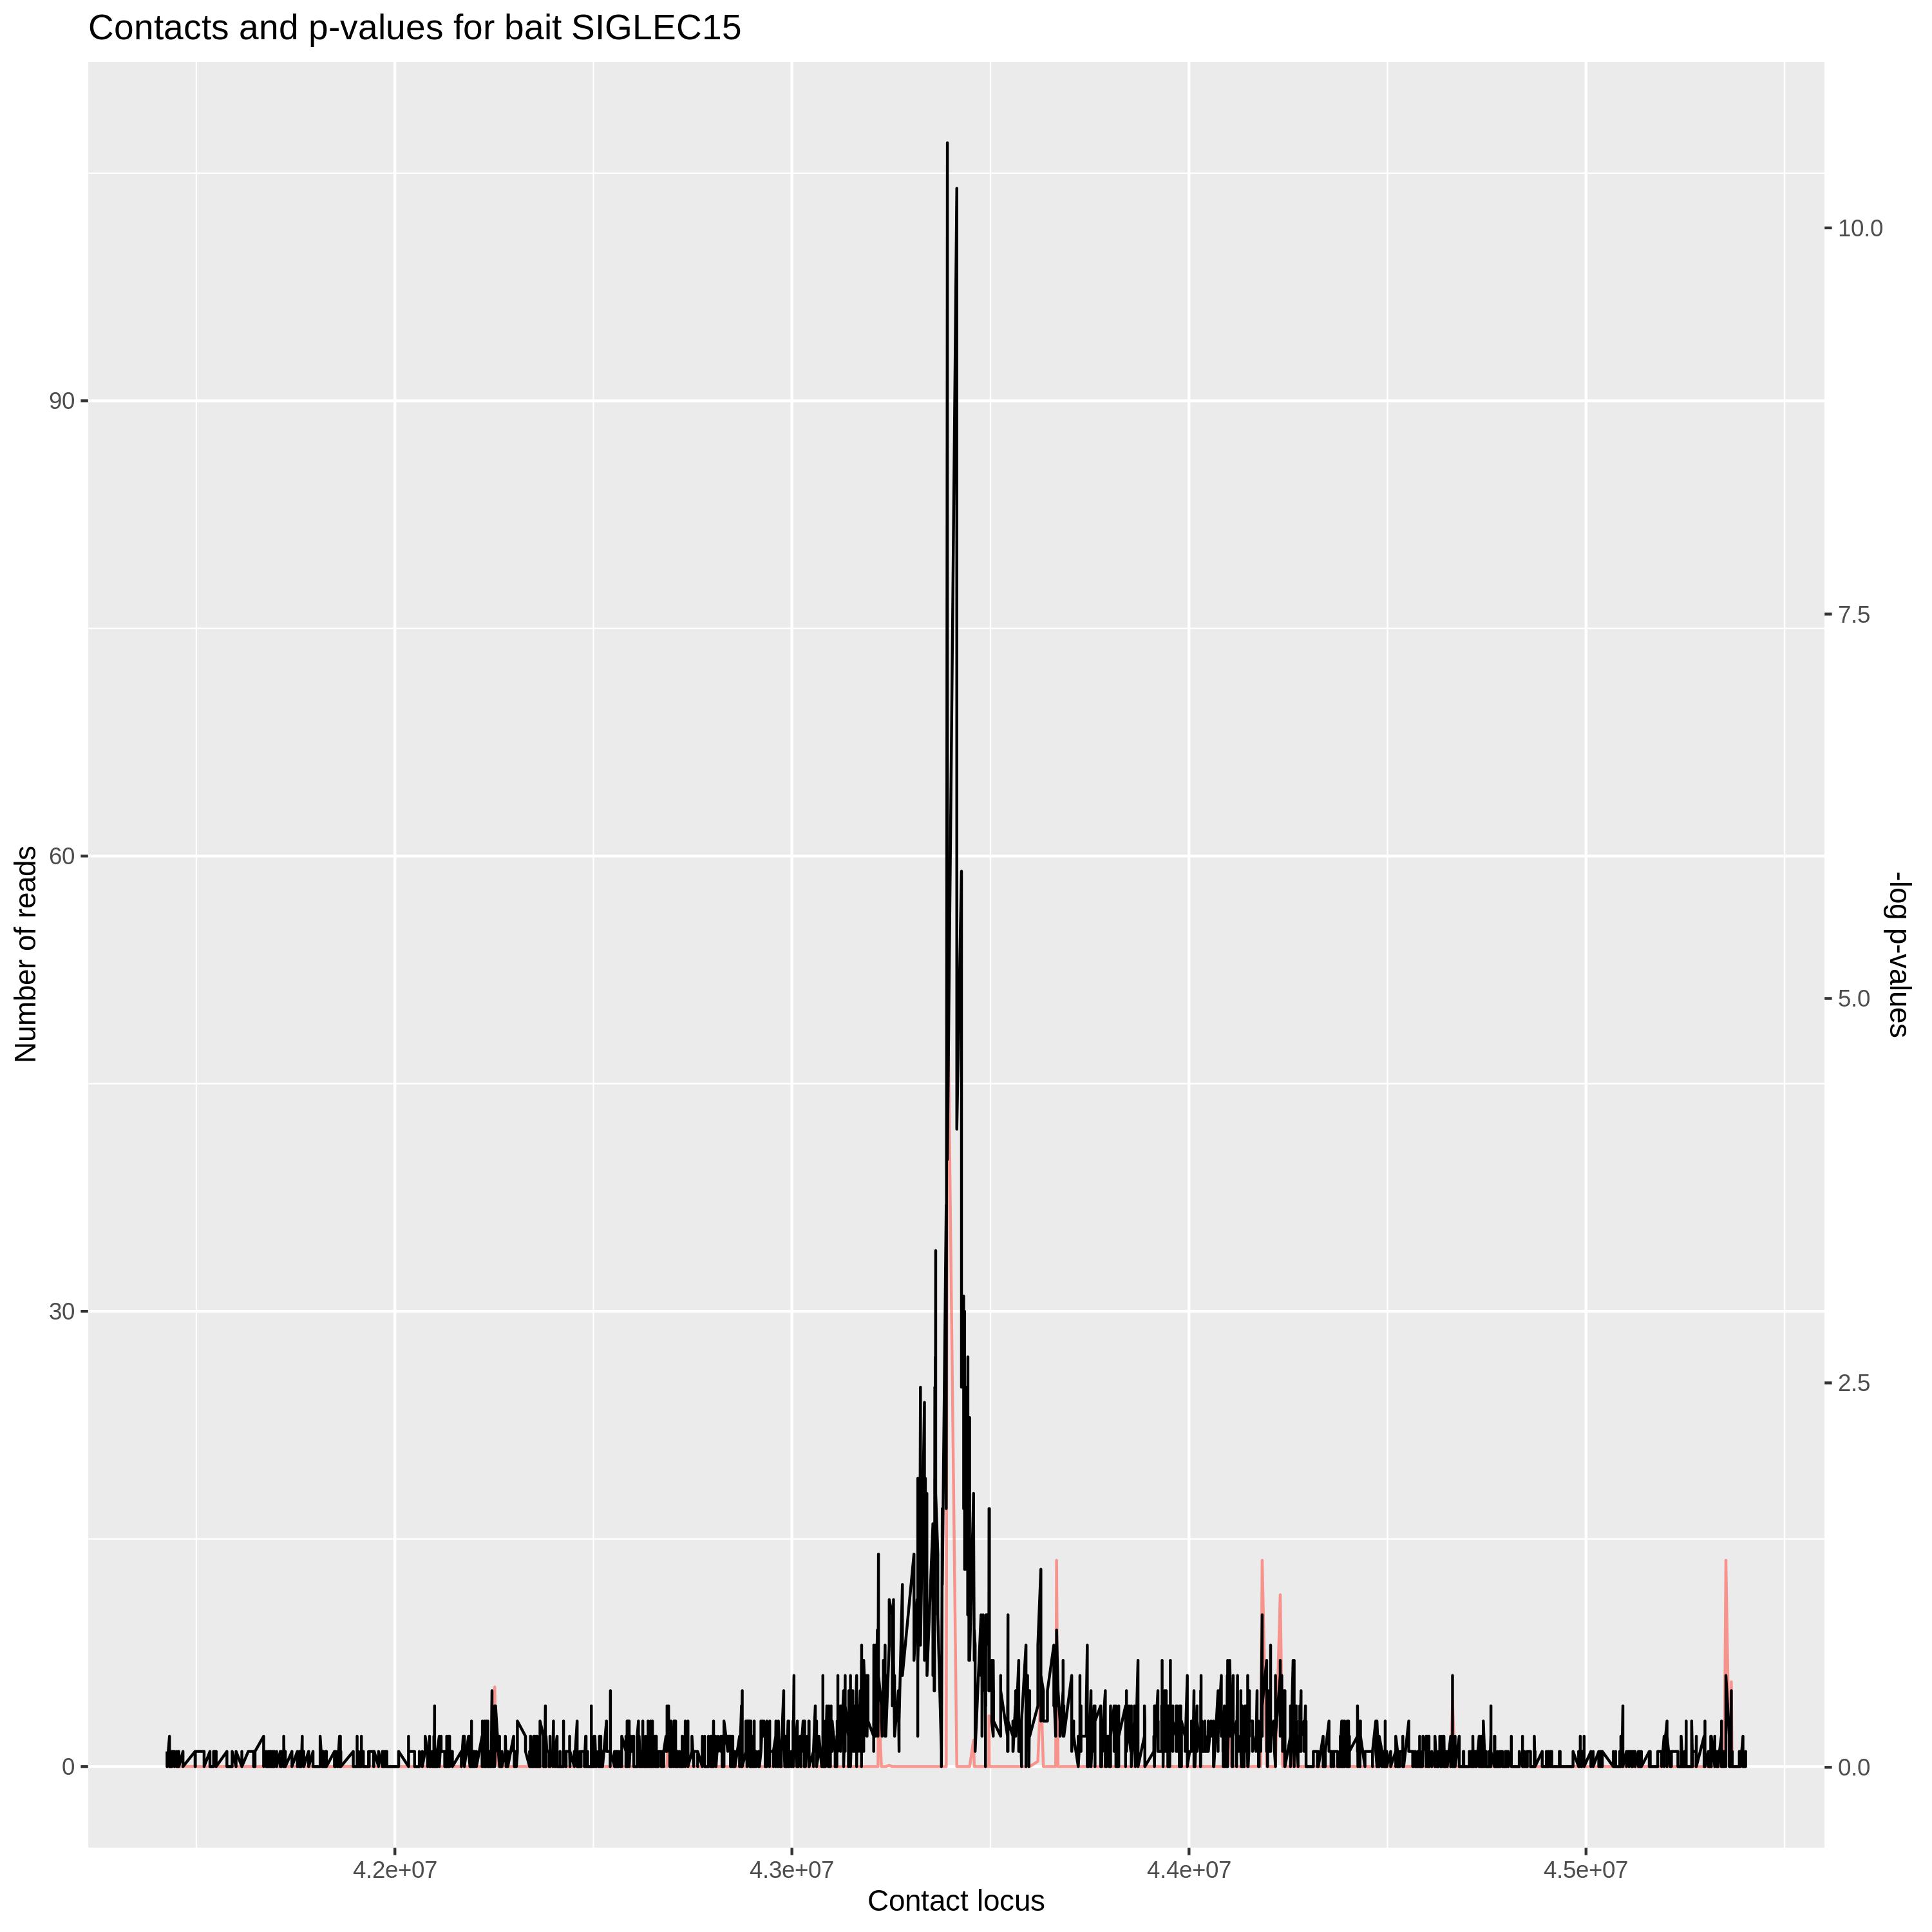 Contacts and p-values for bait SIGLEC15
Number of reads
90
60
30
0
10.0
7.5
5.0
2.5
0.0
-log p-values
4.2e+07 4.3e+07 4.4e+07 4.5e+07
Contact locus